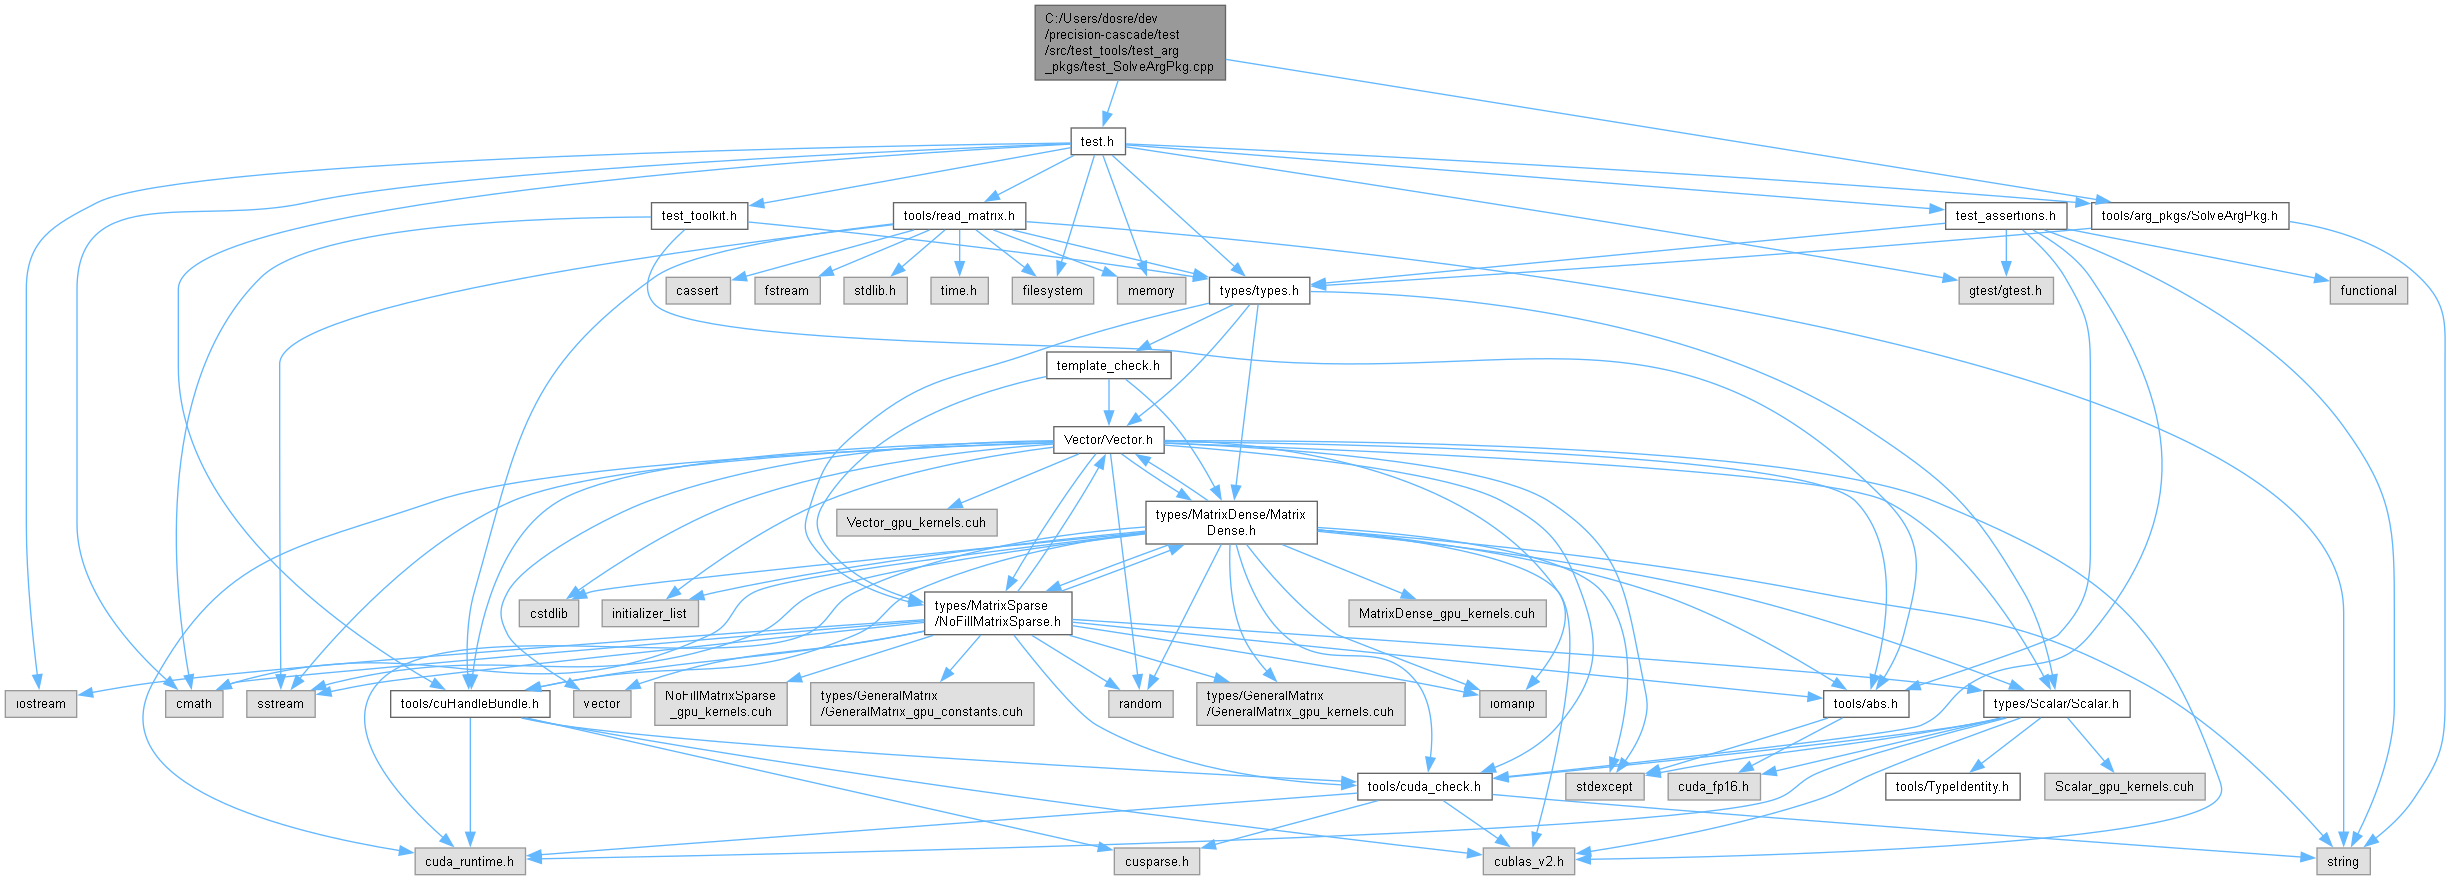 C:/Users/dosre/dev
/precision-cascade/test
/src/test_tools/test_arg
_pkgs/test_SolveArgPkg.cpp
test.h
test_toolkit.h
tools/read_matrix.h
test_assertions.h
tools/arg_pkgs/SolveArgPkg.h
cassert
fstream
stdlib.h
time.h
filesystem
memory
types/types.h
gtest/gtest.h
functional
template_check.h
Vector/Vector.h
Vector_gpu_kernels.cuh
types/MatrixDense/Matrix
Dense.h
cstdlib
initializer_list
types/MatrixSparse
/NoFillMatrixSparse.h
MatrixDense_gpu_kernels.cuh
iostream
cmath
sstream
tools/cuHandleBundle.h
vector
NoFillMatrixSparse
_gpu_kernels.cuh
types/GeneralMatrix
/GeneralMatrix_gpu_constants.cuh
random
types/GeneralMatrix
/GeneralMatrix_gpu_kernels.cuh
iomanip
tools/abs.h
types/Scalar/Scalar.h
tools/cuda_check.h
stdexcept
cuda_fp16.h
tools/TypeIdentity.h
Scalar_gpu_kernels.cuh
cuda_runtime.h
cusparse.h
cublas_v2.h
string